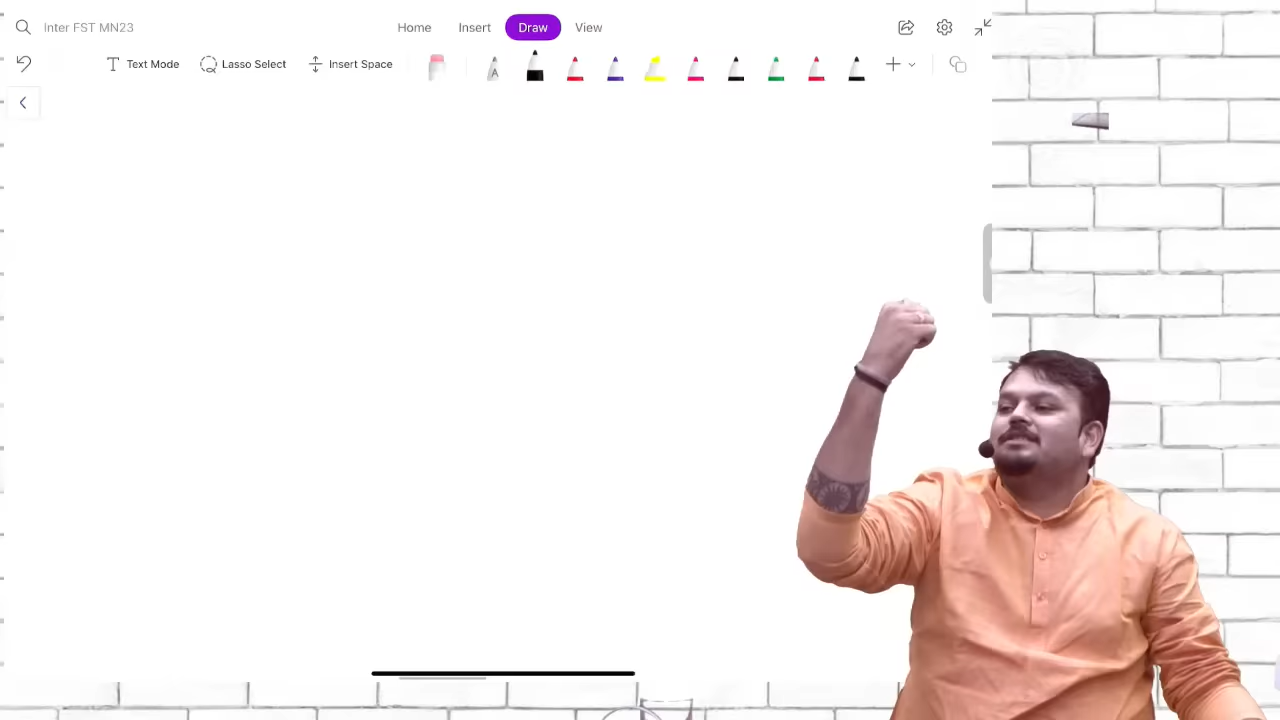 Inter FST MN23
Home Insert Draw View
Text Mode Lasso Select Insert Space
A